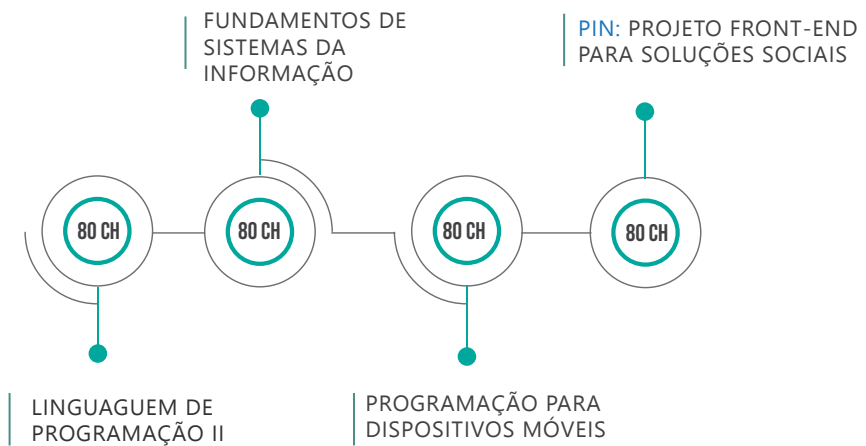 FUNDAMENTOS DE
SISTEMAS DA
INFORMAÇÃO
PIN: PROJETO FRONT-END
PARA SOLUÇÕES SOCIAIS
80 CH
80 CH
80 CH
80 CH
LINGUAGUEM DE
PROGRAMAÇÃO II
PROGRAMAÇÃO PARA
DISPOSITIVOS MÓVEIS